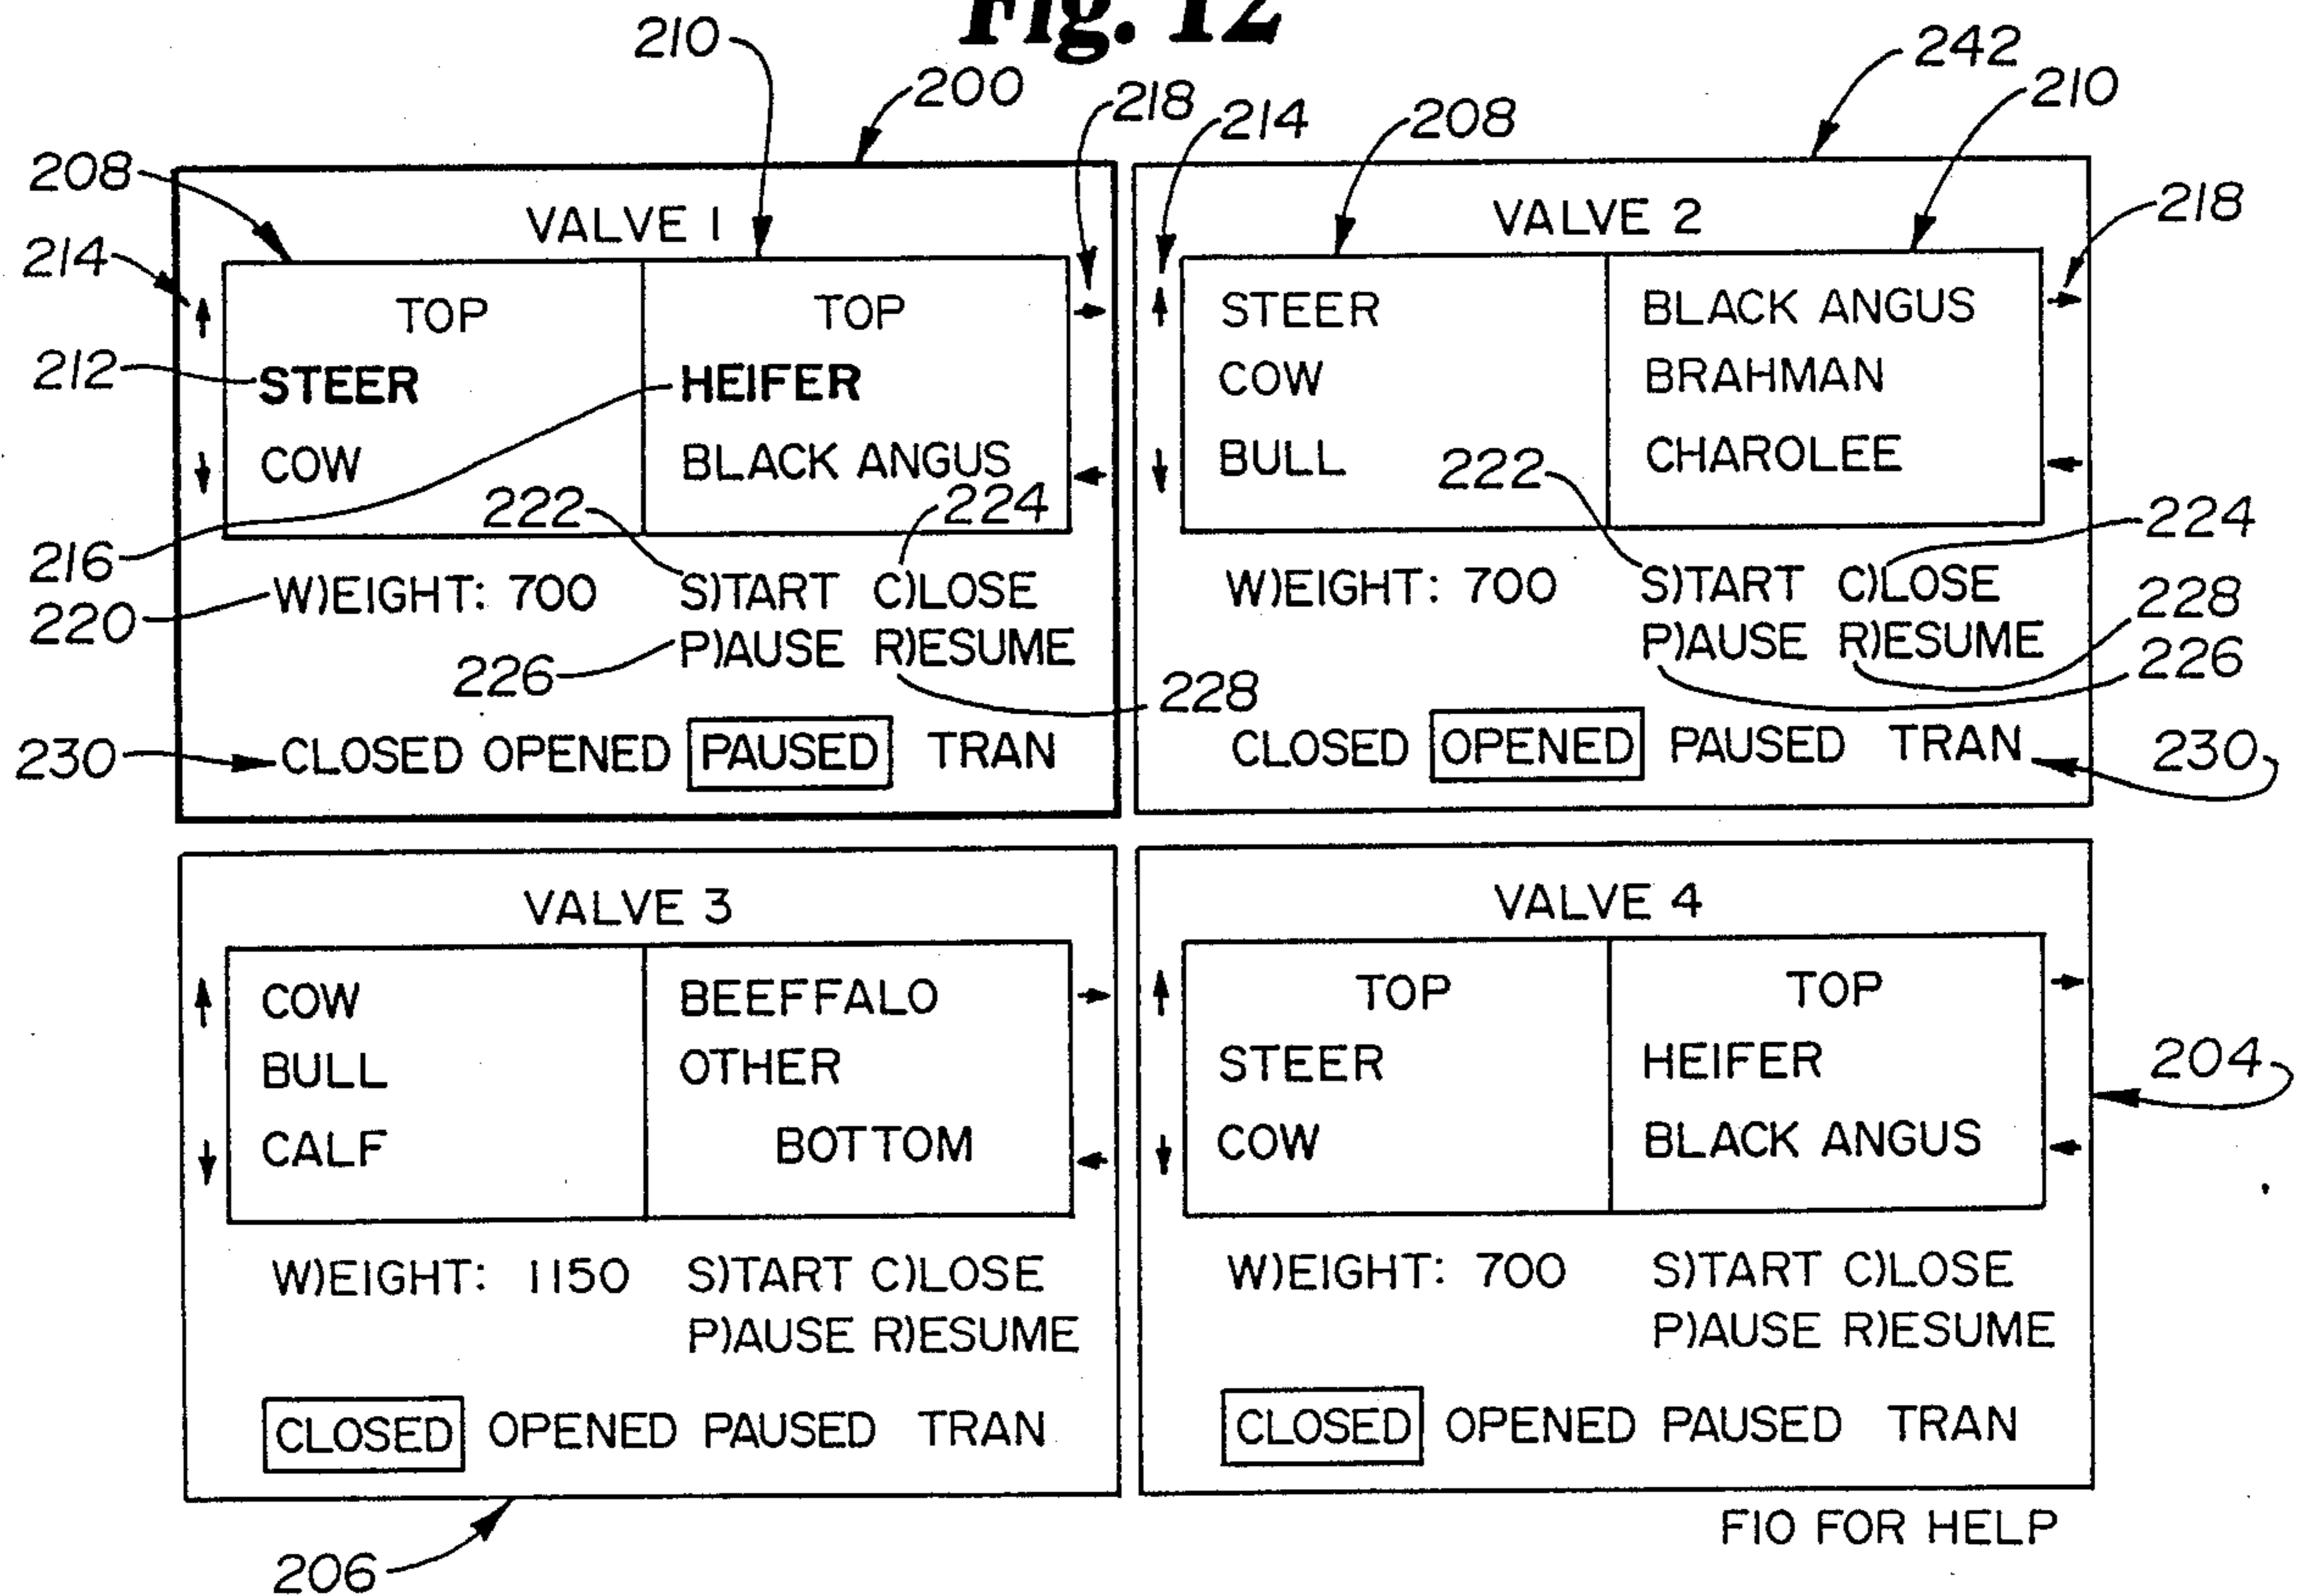 Fig. 12
210
200
218
214
208
242
210
208
218
214
VALVE 1
TOP TOP
212
STEER HEIFER
COW BLACK ANGUS
222
224
216
220
W)EIGHT: 700 S)TART C)LOSE
P)AUSE R)ESUME
226
228
230
CLOSED OPENED PAUSED TRAN
VALVE 2
STEER BLACK ANGUS
COW BRAHMAN
BULL CHAROLEE
222
224
W)EIGHT: 700 S)TART C)LOSE
228
P)AUSE R)ESUME
226
CLOSED OPENED PAUSED TRAN
230
VALVE 3
COW BEEFFALO
BULL OTHER
CALF BOTTOM
W)EIGHT: 1150 S)TART C)LOSE
P)AUSE R)ESUME
CLOSED OPENED PAUSED TRAN
206
VALVE 4
TOP TOP
STEER HEIFER
204
COW BLACK ANGUS
W)EIGHT: 700 S)TART C)LOSE
P)AUSE R)ESUME
CLOSED OPENED PAUSED TRAN
F10 FOR HELP